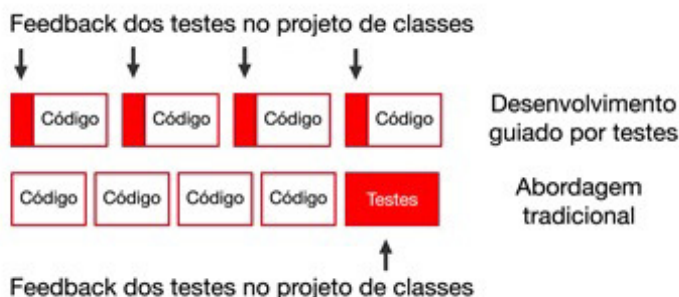 Feedback dos testes no projeto de classes
Código Código Código Código
Desenvolvimento
guiado por testes
Código Código Código Código Testes
Abordagem
tradicional
Feedback dos testes no projeto de classes